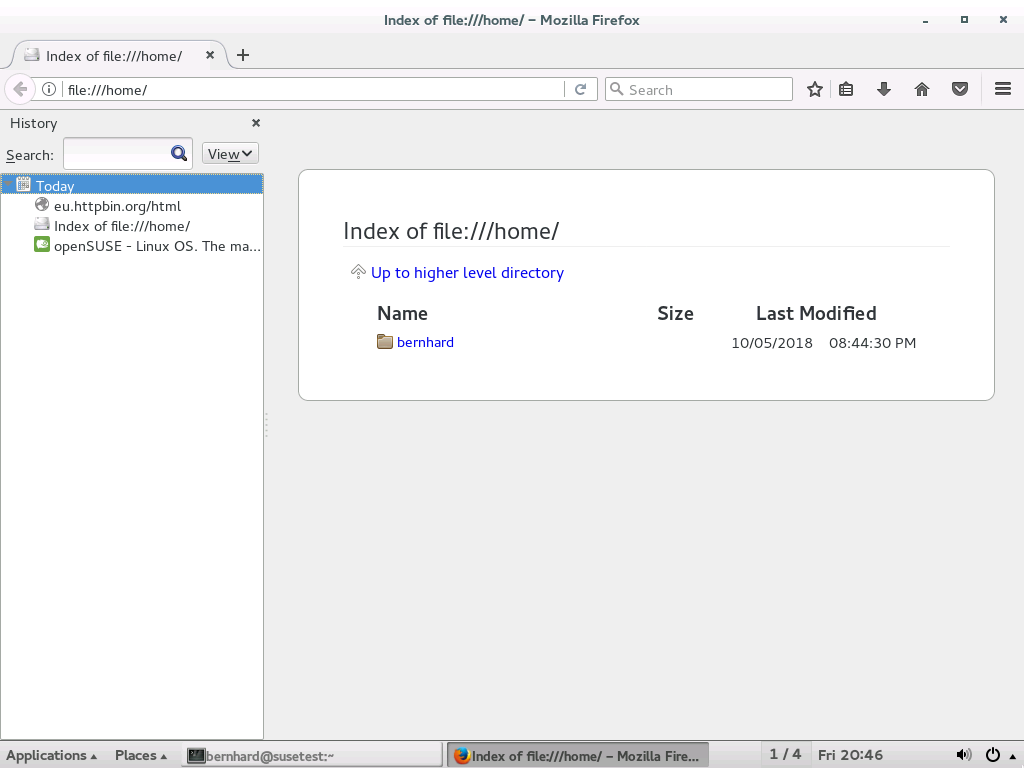 Index of file:///home/ – Mozilla Firefox
Index of file:///home/
file:///home/
Search
History
Search:
View
Today
eu.httpbin.org/html
Index of file:///home/
openSUSE - Linux OS. The ma...
Index of file:///home/
Up to higher level directory
Name Size Last Modified
bernhard 10/05/2018 08:44:30 PM
Applications Places bernhard@susetest:~ Index of file:///home/ – Mozilla Fire... 1 / 4 Fri 20:46